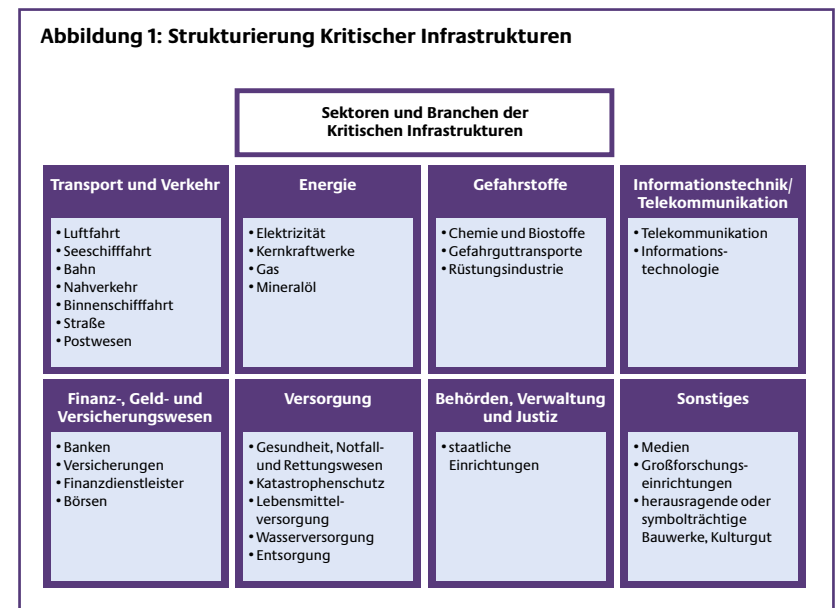 Abbildung 1: Strukturierung Kritischer Infrastrukturen
Sektoren und Branchen der
Kritischen Infrastrukturen
Transport und Verkehr
• Luftfahrt
• Seeschifffahrt
• Bahn
• Nahverkehr
• Binnenschifffahrt
• Straße
• Postwesen
Energie
• Elektrizität
• Kernkraftwerke
• Gas
• Mineralöl
Gefahrstoffe
• Chemie und Biostoffe
• Gefahrguttransporte
• Rüstungsindustrie
Informationstechnik/
Telekommunikation
• Telekommunikation
• Informations-
technologie
Finanz-, Geld- und
Versicherungswesen
• Banken
• Versicherungen
• Finanzdienstleister
• Börsen
Versorgung
• Gesundheit, Notfall-
und Rettungswesen
• Katastrophenschutz
• Lebensmittel-
versorgung
• Wasserversorgung
• Entsorgung
Behörden, Verwaltung
und Justiz
• staatliche
Einrichtungen
Sonstiges
• Medien
• Großforschungs-
einrichtungen
• herausragende oder
symbolträchtige
Bauwerke, Kulturgut